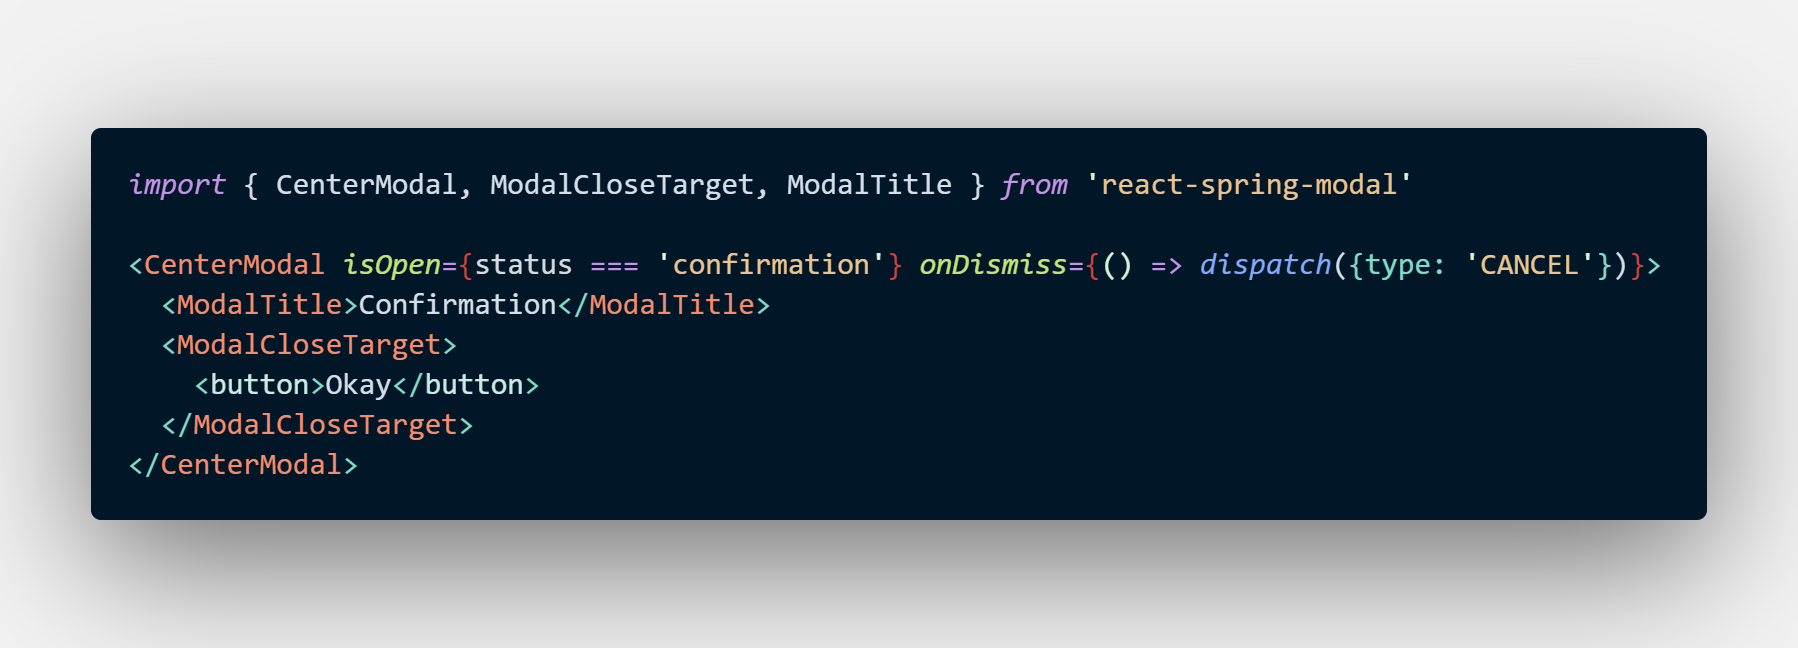 import { CenterModal, ModalCloseTarget, ModalTitle } from 'react-spring-modal'

<CenterModal isOpen={status === 'confirmation'} onDismiss={() => dispatch({type: 'CANCEL'})}>
  <ModalTitle>Confirmation</ModalTitle>
  <ModalCloseTarget>
    <button>Okay</button>
  </ModalCloseTarget>
</CenterModal>